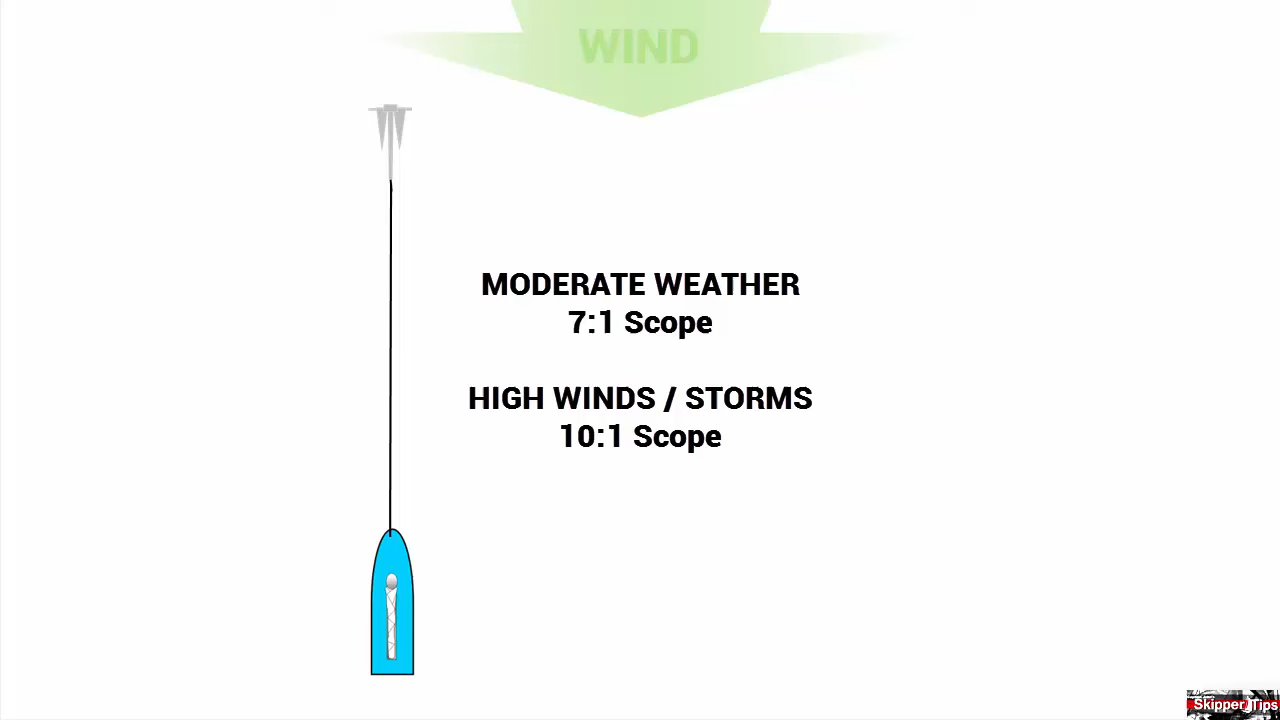 WIND
MODERATE WEATHER
7:1 Scope
HIGH WINDS / STORMS
10:1 Scope
Skipper Tips